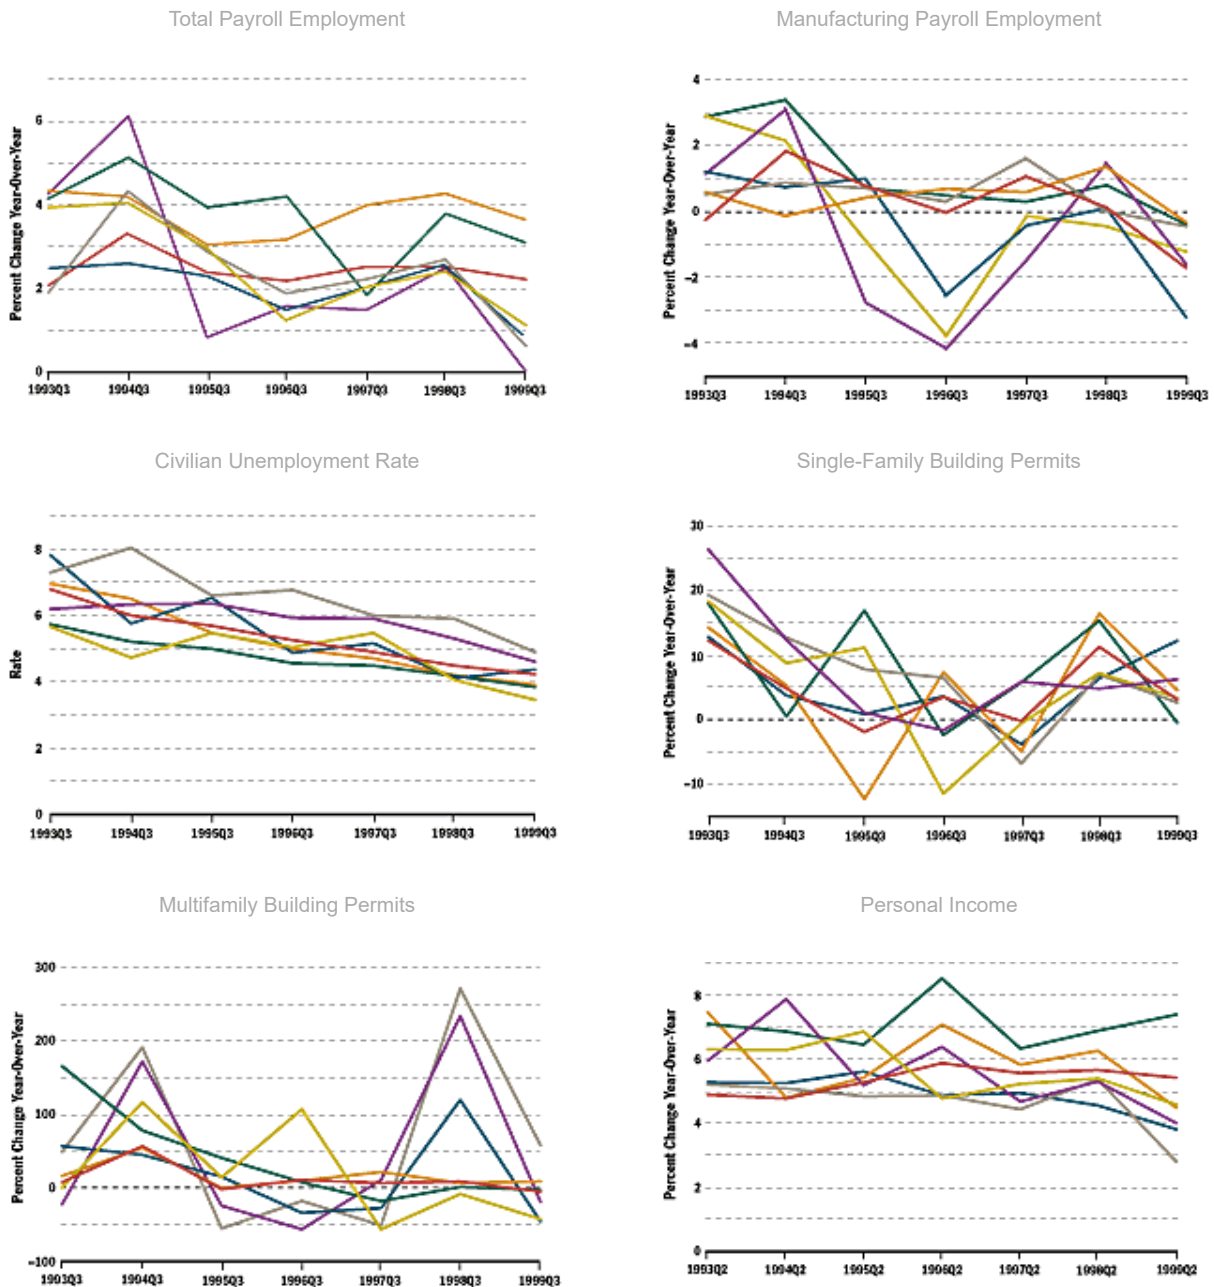 Total Payroll Employment
Percent Change Year-Over-Year
6
4
2
0
1993Q3 1994Q3 1995Q3 1996Q3 1997Q3 1998Q3 1999Q3
Manufacturing Payroll Employment
Percent Change Year-Over-Year
4
2
0
-2
-4
1993Q3 1994Q3 1995Q3 1996Q3 1997Q3 1998Q3 1999Q3
Civilian Unemployment Rate
Rate
8
6
4
2
0
1993Q3 1994Q3 1995Q3 1996Q3 1997Q3 1998Q3 1999Q3
Single-Family Building Permits
Percent Change Year-Over-Year
30
20
10
0
-10
1993Q3 1994Q3 1995Q3 1996Q3 1997Q3 1998Q3 1999Q3
Multifamily Building Permits
Percent Change Year-Over-Year
300
200
100
0
-100
1993Q3 1994Q3 1995Q3 1996Q3 1997Q3 1998Q3 1999Q3
Personal Income
Percent Change Year-Over-Year
8
6
4
2
0
1993Q2 1994Q2 1995Q2 1996Q2 1997Q2 1998Q2 1999Q2